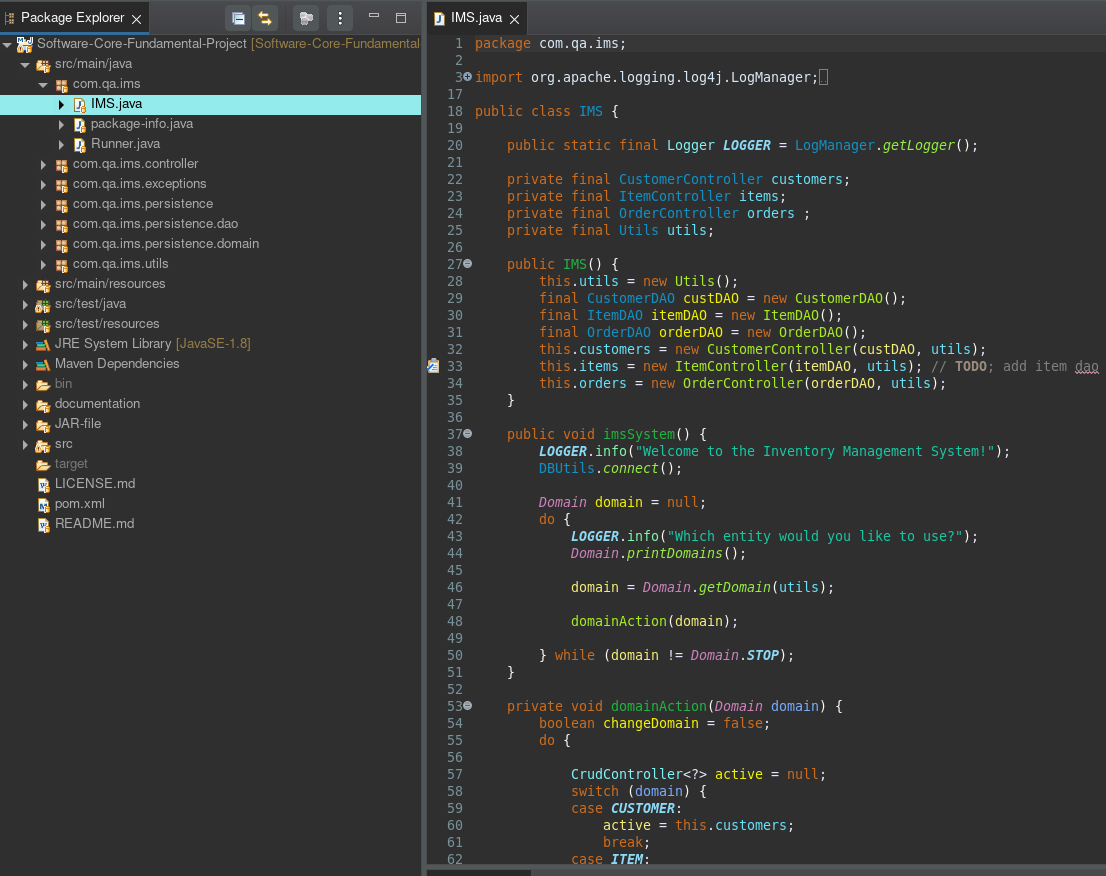 Package Explorer
Software-Core-Fundamental-Project [Software-Core-Fundamental
src/main/java
com.qa.ims
IMS.java
package-info.java
Runner.java
com.qa.ims.controller
com.qa.ims.exceptions
com.qa.ims.persistence
com.qa.ims.persistence.dao
com.qa.ims.persistence.domain
com.qa.ims.utils
src/main/resources
src/test/java
src/test/resources
JRE System Library [JavaSE-1.8]
Maven Dependencies
bin
documentation
JAR-file
src
target
LICENSE.md
pom.xml
README.md
IMS.java
1 package com.qa.ims;
2
3 import org.apache.logging.log4j.LogManager;
17
18 public class IMS {
19
20 public static final Logger LOGGER = LogManager.getLogger();
21
22 private final CustomerController customers;
23 private final ItemController items;
24 private final OrderController orders ;
25 private final Utils utils;
26
27 public IMS() {
28 this.utils = new Utils();
29 final CustomerDAO custDAO = new CustomerDAO();
30 final ItemDAO itemDAO = new ItemDAO();
31 final OrderDAO orderDAO = new OrderDAO();
32 this.customers = new CustomerController(custDAO, utils);
33 this.items = new ItemController(itemDAO, utils); // TODO; add item dao
34 this.orders = new OrderController(orderDAO, utils);
35 }
36
37 public void imsSystem() {
38 LOGGER.info("Welcome to the Inventory Management System!");
39 DBUtils.connect();
40
41 Domain domain = null;
42 do {
43 LOGGER.info("Which entity would you like to use?");
44 Domain.printDomains();
45
46 domain = Domain.getDomain(utils);
47
48 domainAction(domain);
49
50 } while (domain != Domain.STOP);
51 }
52
53 private void domainAction(Domain domain) {
54 boolean changeDomain = false;
55 do {
56
57 CrudController<?> active = null;
58 switch (domain) {
59 case CUSTOMER:
60 active = this.customers;
61 break;
62 case ITEM: